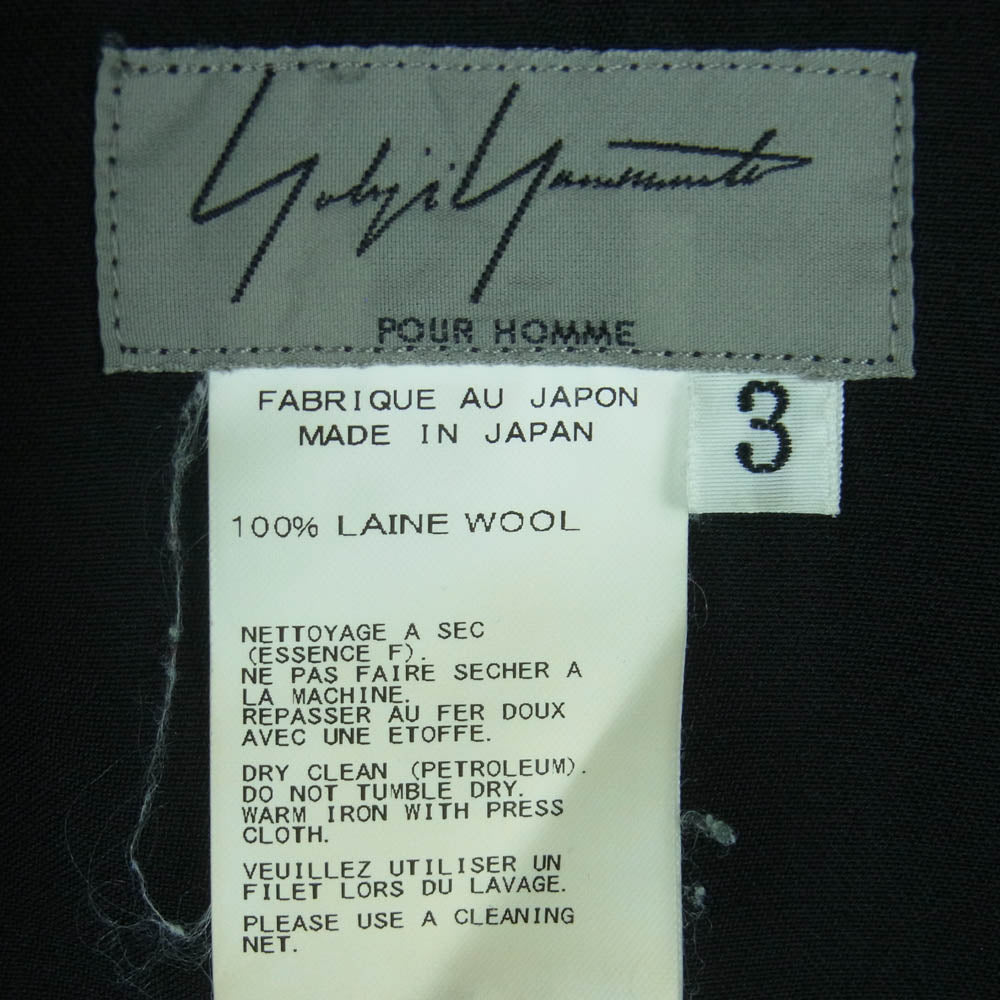 Yohji Yamamoto
POUR HOMME
FABRIQUE AU JAPON
MADE IN JAPAN
3
100% LAINE WOOL
NETTOYAGE A SEC
(ESSENCE F).
NE PAS FAIRE SECHER A
LA MACHINE.
REPASSER AU FER DOUX
AVEC UNE ETOFFE.
DRY CLEAN (PETROLEUM).
DO NOT TUMBLE DRY.
WARM IRON WITH PRESS
CLOTH.
VEUILLEZ UTILISER UN
FILET LORS DU LAVAGE.
PLEASE USE A CLEANING
NET.